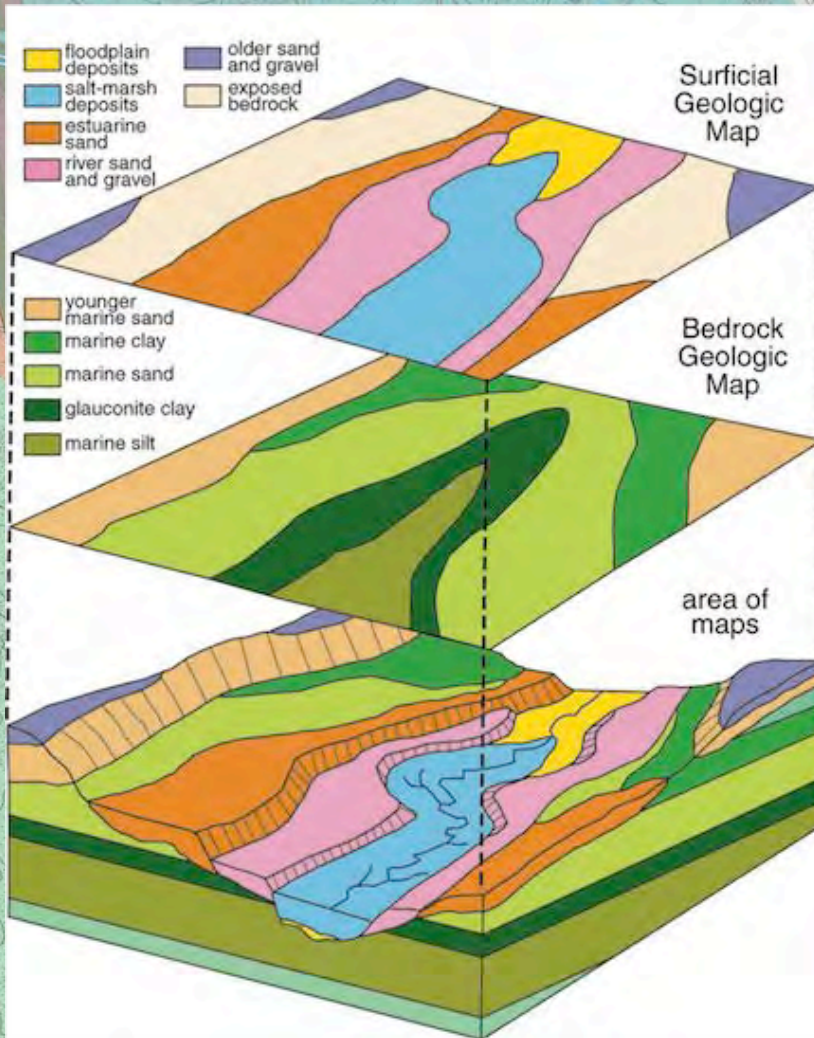 floodplain
deposits
salt-marsh
deposits
estuarine
sand
river sand
and gravel
older sand
and gravel
exposed
bedrock
Surficial
Geologic
Map
younger
marine sand
marine clay
marine sand
glauconite clay
marine silt
Bedrock
Geologic
Map
area of
maps